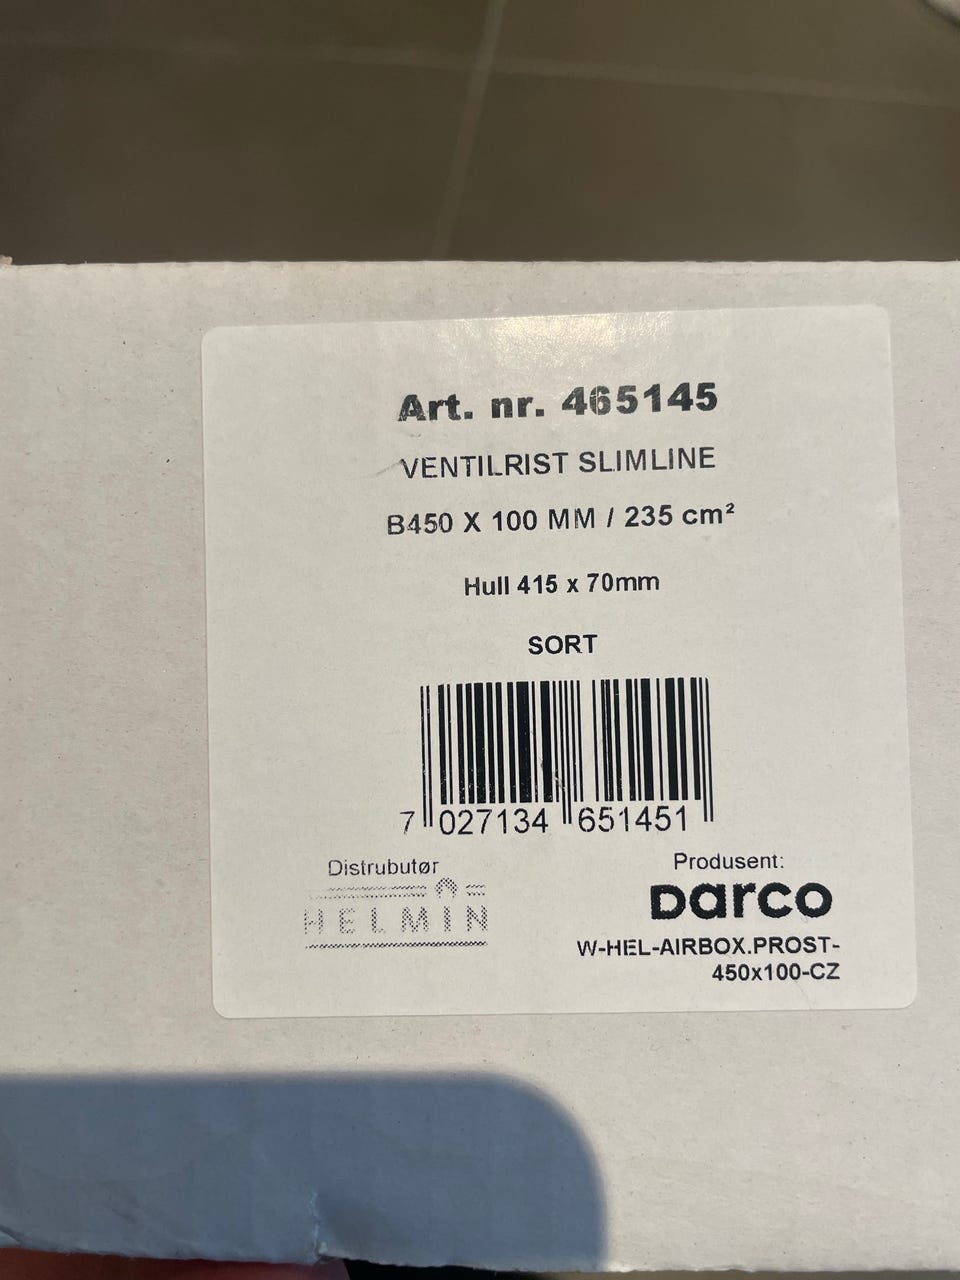 Art. nr. 465145
VENTILRIST SLIMLINE
B450 X 100 MM / 235 cm²
Hull 415 x 70mm
SORT
7 027134 651451
Distrubutør
HELMIN
Produsent:
Darco
W-HEL-AIRBOX.PROST-
450x100-CZ